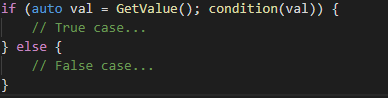 if (auto val = GetValue(); condition(val)) {
    // True case...
} else {
    // False case...
}